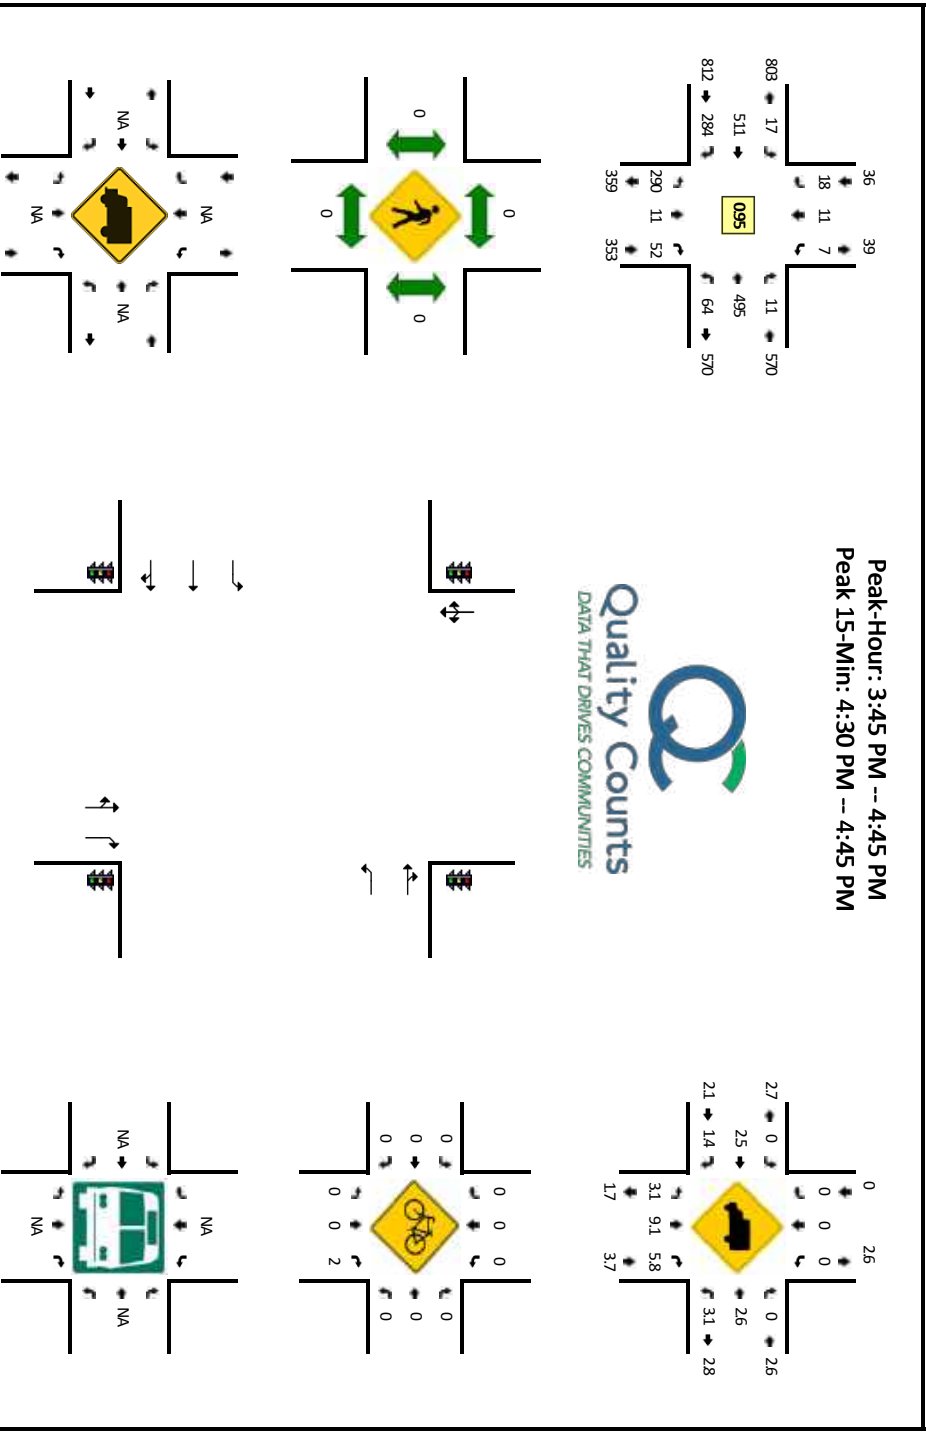 Peak-Hour: 3:45 PM -- 4:45 PM
Peak 15-Min: 4:30 PM -- 4:45 PM
36 39
18 11 7
803 17 11 570
511 0.95 495
812 284 64 570
290 11 52
359 353
Quality Counts
DATA THAT DRIVES COMMUNITIES
0 2.6
0 0 0
2.7 0 0 2.6
2.5 2.6
2.1 1.4 3.1 2.8
3.1 9.1 5.8
1.7 3.7
0
0 0
0
0 0 0
0 0
0 0
0 0
0 0 2
NA
NA NA
NA
NA
NA NA
NA